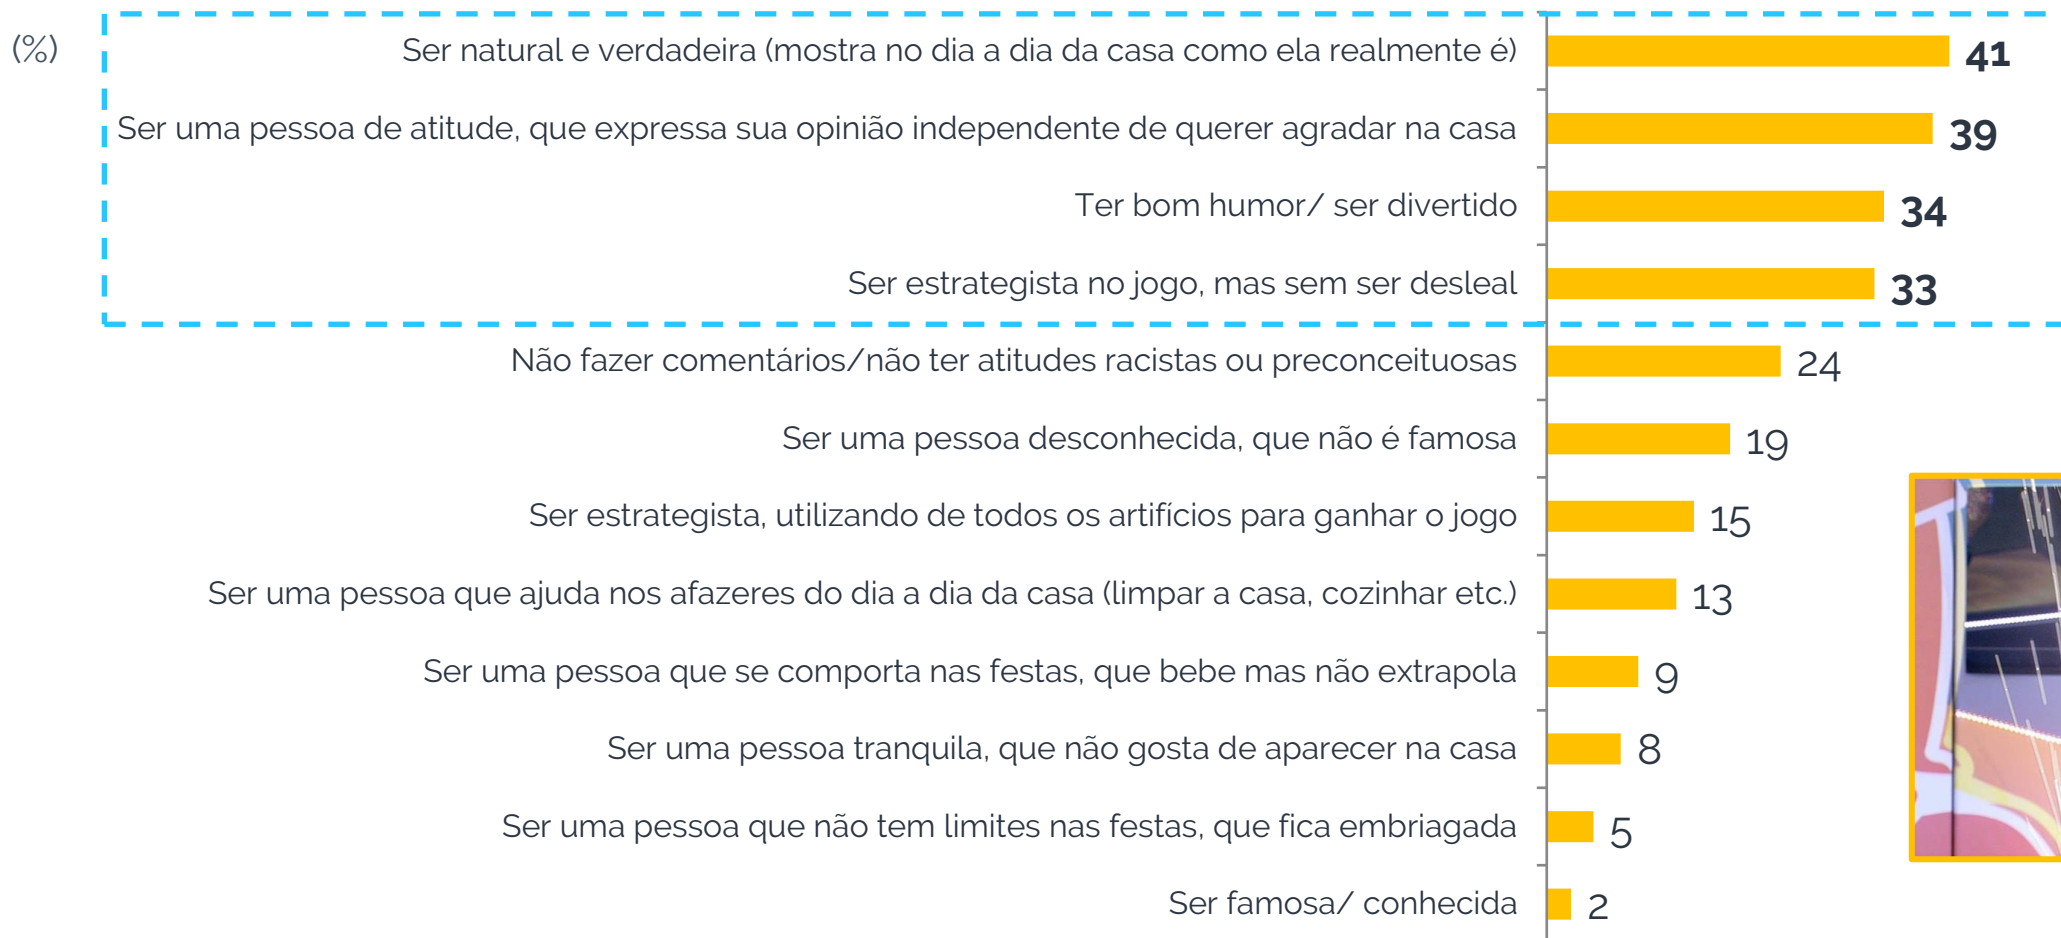 (%)
Ser natural e verdadeira (mostra no dia a dia da casa como ela realmente é) 41
Ser uma pessoa de atitude, que expressa sua opinião independente de querer agradar na casa 39
Ter bom humor/ ser divertido 34
Ser estrategista no jogo, mas sem ser desleal 33
Não fazer comentários/não ter atitudes racistas ou preconceituosas 24
Ser uma pessoa desconhecida, que não é famosa 19
Ser estrategista, utilizando de todos os artifícios para ganhar o jogo 15
Ser uma pessoa que ajuda nos afazeres do dia a dia da casa (limpar a casa, cozinhar etc.) 13
Ser uma pessoa que se comporta nas festas, que bebe mas não extrapola 9
Ser uma pessoa tranquila, que não gosta de aparecer na casa 8
Ser uma pessoa que não tem limites nas festas, que fica embriagada 5
Ser famosa/ conhecida 2